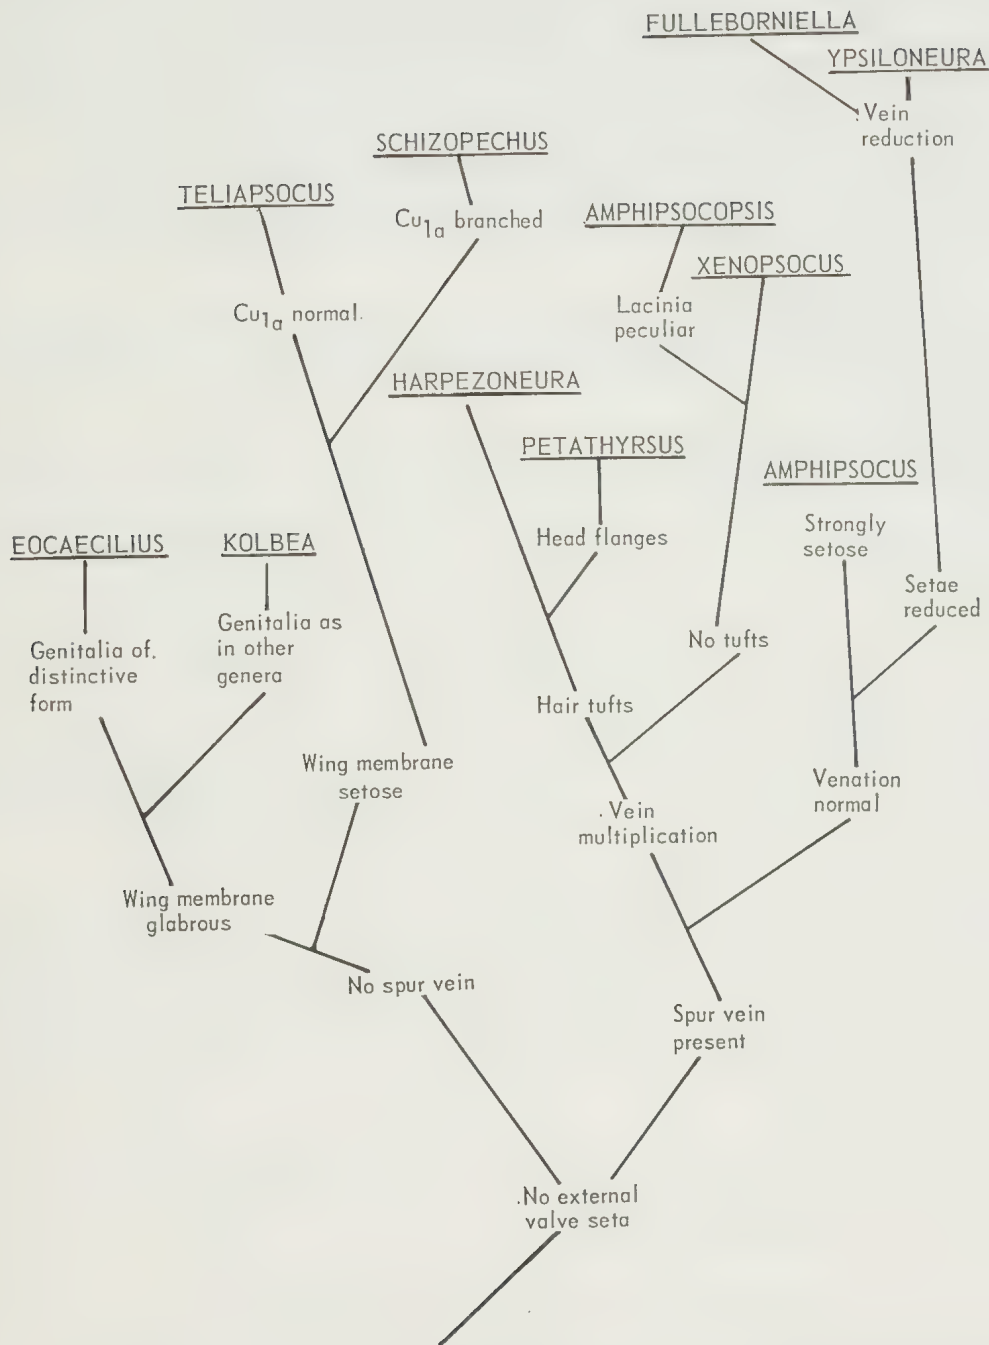 FULLEBORNIELLA
YPSILONEURA
Vein
reduction
SCHIZOPECHUS
TELIAPSOCUS
Cu1a branched
AMPHIPSOCOPSIS
XENOPSOCUS
Cu1a normal.
Lacinia
peculiar
HARPEZONEURA
PETATHYRSUS
AMPHIPSOCUS
EOCAECILIUS
KOLBEA
Head flanges
Strongly
setose
Genitalia of.
distinctive
form
Genitalia as
in other
genera
Setae
reduced
No tufts
Hair tufts
Wing membrane
setose
.Vein
multiplication
Venation
normal
Wing membrane
glabrous
No spur vein
Spur vein
present
.No external
valve seta